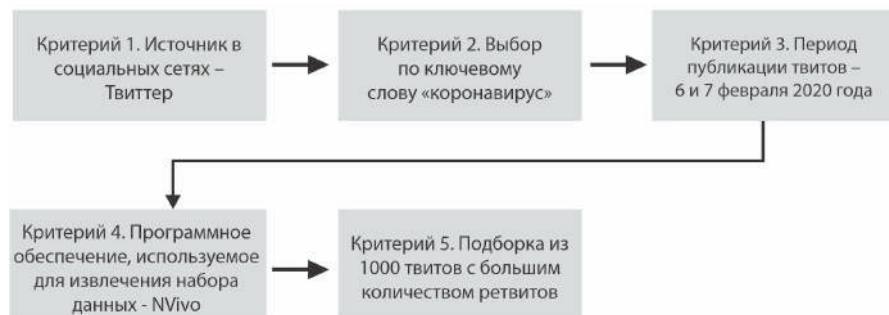 Критерий 1. Источник в
социальных сетях –
Твиттер
Критерий 2. Выбор
по ключевому
слову «коронавирус»
Критерий 3. Период
публикации твитов –
6 и 7 февраля 2020 года
Критерий 4. Программное
обеспечение, используемое
для извлечения набора
данных - NVivo
Критерий 5. Подборка из
1000 твитов с большим
количеством ретвитов